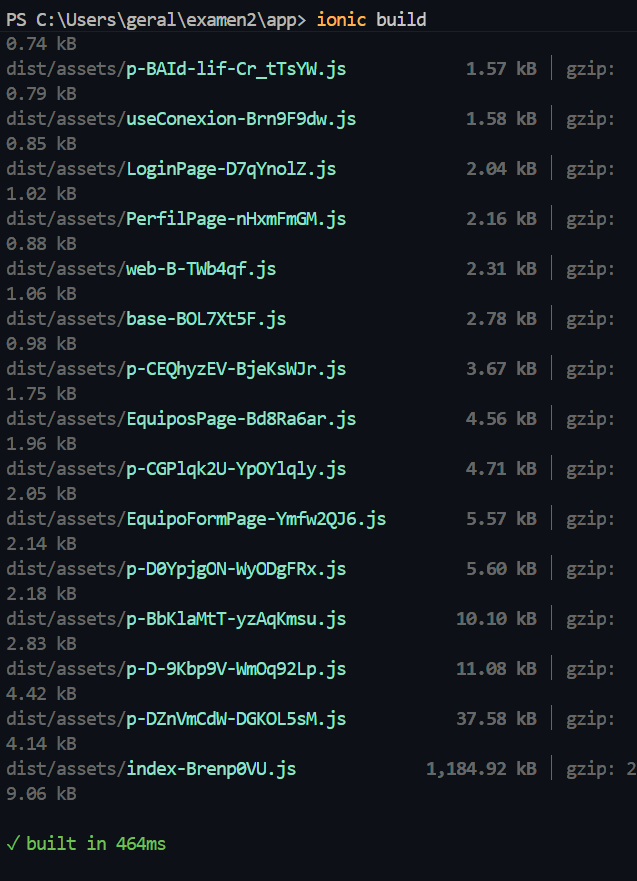 PS C:\Users\geral\examen2\app> ionic build
0.74 kB
dist/assets/p-BAId-lif-Cr_tTsYW.js 1.57 kB │ gzip:
0.79 kB
dist/assets/useConexion-Brn9F9dw.js 1.58 kB │ gzip:
0.85 kB
dist/assets/LoginPage-D7qYnolZ.js 2.04 kB │ gzip:
1.02 kB
dist/assets/PerfilPage-nHxmFmGM.js 2.16 kB │ gzip:
0.88 kB
dist/assets/web-B-TWb4qf.js 2.31 kB │ gzip:
1.06 kB
dist/assets/base-BOL7Xt5F.js 2.78 kB │ gzip:
0.98 kB
dist/assets/p-CEQhyzEV-BjeKsWJr.js 3.67 kB │ gzip:
1.75 kB
dist/assets/EquiposPage-Bd8Ra6ar.js 4.56 kB │ gzip:
1.96 kB
dist/assets/p-CGPlqk2U-YpOYlqly.js 4.71 kB │ gzip:
2.05 kB
dist/assets/EquipoFormPage-Ymfw2QJ6.js 5.57 kB │ gzip:
2.14 kB
dist/assets/p-D0YpjgON-WyODgFRx.js 5.60 kB │ gzip:
2.18 kB
dist/assets/p-BbKlaMtT-yzAqKmsu.js 10.10 kB │ gzip:
2.83 kB
dist/assets/p-D-9Kbp9V-WmOq92Lp.js 11.08 kB │ gzip:
4.42 kB
dist/assets/p-DZnVmCdW-DGKOL5sM.js 37.58 kB │ gzip:
4.14 kB
dist/assets/index-Brenp0VU.js 1,184.92 kB │ gzip: 2
9.06 kB
✓ built in 464ms